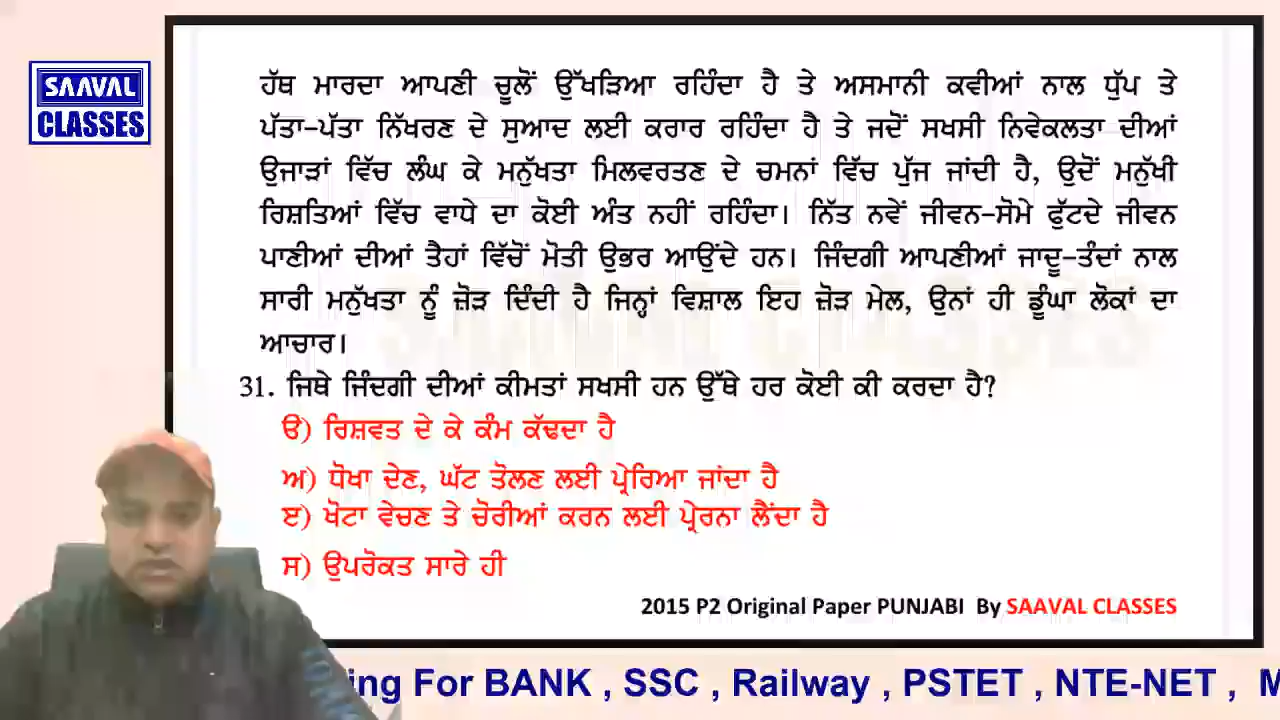 SAAVAL
CLASSES
ਹੱਥ ਮਾਰਦਾ ਆਪਣੀ ਚੂਲੋਂ ਉੱਖੜਿਆ ਰਹਿੰਦਾ ਹੈ ਤੇ ਅਸਮਾਨੀ ਕਵੀਆਂ ਨਾਲ ਧੁੱਪ ਤੇ
ਪੱਤਾ-ਪੱਤਾ ਨਿੱਖਰਣ ਦੇ ਸੁਆਦ ਲਈ ਕਰਾਰ ਰਹਿੰਦਾ ਹੈ ਤੇ ਜਦੋਂ ਸਖਸੀ ਨਿਵੇਕਲਤਾ ਦੀਆਂ
ਉਜਾੜਾਂ ਵਿੱਚ ਲੰਘ ਕੇ ਮਨੁੱਖਤਾ ਮਿਲਵਰਤਣ ਦੇ ਚਮਨਾਂ ਵਿੱਚ ਪੁੱਜ ਜਾਂਦੀ ਹੈ, ਉਦੋਂ ਮਨੁੱਖੀ
ਰਿਸ਼ਤਿਆਂ ਵਿੱਚ ਵਾਧੇ ਦਾ ਕੋਈ ਅੰਤ ਨਹੀਂ ਰਹਿੰਦਾ। ਨਿੱਤ ਨਵੇਂ ਜੀਵਨ-ਸੋਮੇ ਫੁੱਟਦੇ ਜੀਵਨ
ਪਾਣੀਆਂ ਦੀਆਂ ਤੈਹਾਂ ਵਿੱਚੋਂ ਮੋਤੀ ਉਭਰ ਆਉਂਦੇ ਹਨ। ਜਿੰਦਗੀ ਆਪਣੀਆਂ ਜਾਦੂ-ਤੰਦਾਂ ਨਾਲ
ਸਾਰੀ ਮਨੁੱਖਤਾ ਨੂੰ ਜ਼ੋੜ ਦਿੰਦੀ ਹੈ ਜਿਨ੍ਹਾਂ ਵਿਸ਼ਾਲ ਇਹ ਜ਼ੋੜ ਮੇਲ, ਉਨਾਂ ਹੀ ਡੂੰਘਾ ਲੋਕਾਂ ਦਾ
ਆਚਾਰ।
31. ਜਿਥੇ ਜਿੰਦਗੀ ਦੀਆਂ ਕੀਮਤਾਂ ਸਖਸੀ ਹਨ ਉੱਥੇ ਹਰ ਕੋਈ ਕੀ ਕਰਦਾ ਹੈ?
ੳ) ਰਿਸ਼ਵਤ ਦੇ ਕੇ ਕੰਮ ਕੱਢਦਾ ਹੈ
ਅ) ਧੋਖਾ ਦੇਣ, ਘੱਟ ਤੋਲਣ ਲਈ ਪ੍ਰੇਰਿਆ ਜਾਂਦਾ ਹੈ
ੲ) ਖੋਟਾ ਵੇਚਣ ਤੇ ਚੋਰੀਆਂ ਕਰਨ ਲਈ ਪ੍ਰੇਰਨਾ ਲੈਂਦਾ ਹੈ
ਸ) ਉਪਰੋਕਤ ਸਾਰੇ ਹੀ
2015 P2 Original Paper PUNJABI By SAAVAL CLASSES
ing For BANK , SSC , Railway , PSTET , NTE-NET , M